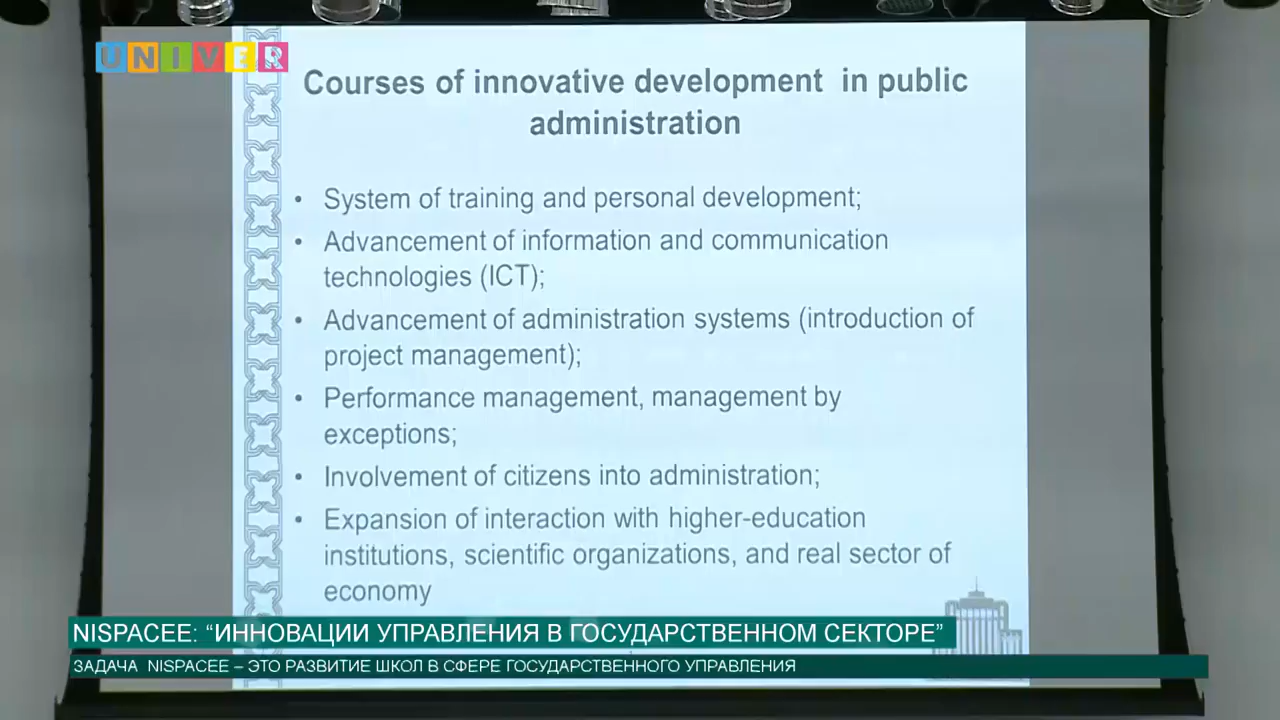 UNIVER
Courses of innovative development in public
administration
• System of training and personal development;
• Advancement of information and communication
technologies (ICT);
• Advancement of administration systems (introduction of
project management);
• Performance management, management by
exceptions;
• Involvement of citizens into administration;
• Expansion of interaction with higher-education
institutions, scientific organizations, and real sector of
economy
NISPACEE: “ИННОВАЦИИ УПРАВЛЕНИЯ В ГОСУДАРСТВЕННОМ СЕКТОРЕ”
ЗАДАЧА NISPACEE – ЭТО РАЗВИТИЕ ШКОЛ В СФЕРЕ ГОСУДАРСТВЕННОГО УПРАВЛЕНИЯ